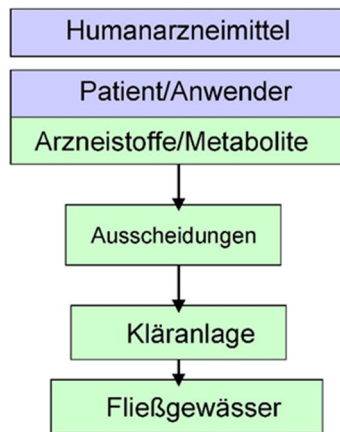 Humanarzneimittel
Patient/Anwender
Arzneistoffe/Metabolite
Ausscheidungen
Kläranlage
Fließgewässer